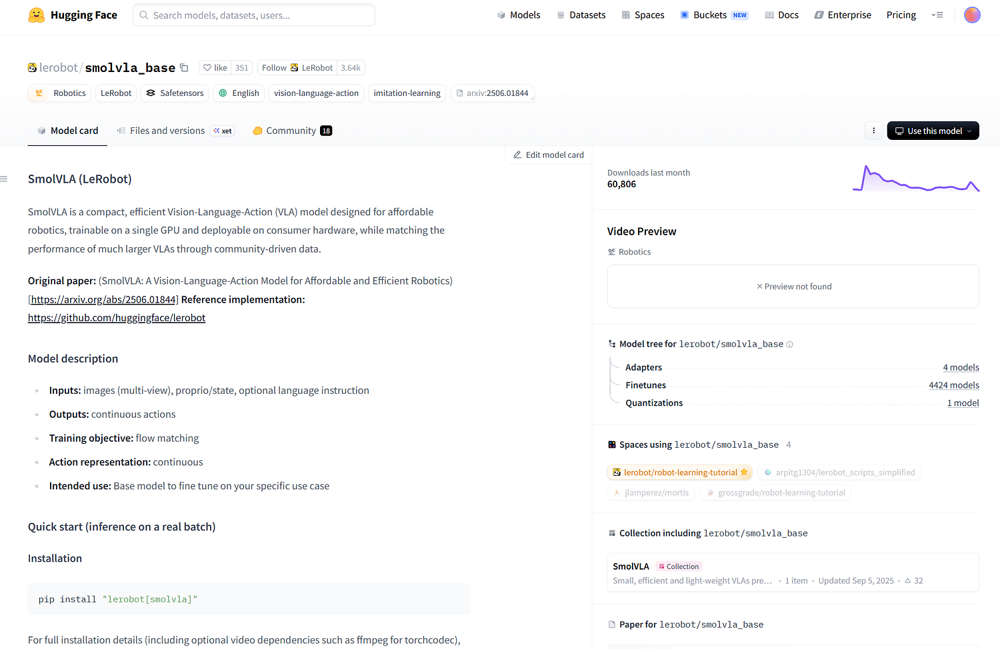 Hugging Face
Search models, datasets, users...
Models
Datasets
Spaces
Buckets NEW
Docs
Enterprise
Pricing
lerobot/smolvla_base
like 351
Follow LeRobot 3.64k
Robotics
LeRobot
Safetensors
English
vision-language-action
imitation-learning
arxiv:2506.01844
Model card
Files and versions xet
Community 18
Use this model
Edit model card
SmolVLA (LeRobot)
SmolVLA is a compact, efficient Vision-Language-Action (VLA) model designed for affordable
robotics, trainable on a single GPU and deployable on consumer hardware, while matching the
performance of much larger VLAs through community-driven data.
Original paper: (SmolVLA: A Vision-Language-Action Model for Affordable and Efficient Robotics)
[https://arxiv.org/abs/2506.01844] Reference implementation:
https://github.com/huggingface/lerobot
Model description
Inputs: images (multi-view), proprio/state, optional language instruction
Outputs: continuous actions
Training objective: flow matching
Action representation: continuous
Intended use: Base model to fine tune on your specific use case
Quick start (inference on a real batch)
Installation
pip install "lerobot[smolvla]"
For full installation details (including optional video dependencies such as ffmpeg for torchcodec),
Downloads last month
60,806
Video Preview
Robotics
Preview not found
Model tree for lerobot/smolvla_base
Adapters 4 models
Finetunes 4424 models
Quantizations 1 model
Spaces using lerobot/smolvla_base 4
lerobot/robot-learning-tutorial
arpitg1304/lerobot_scripts_simplified
jlamperez/mortis
grossgrade/robot-learning-tutorial
Collection including lerobot/smolvla_base
SmolVLA Collection
Small, efficient and light-weight VLAs pre… • 1 item • Updated Sep 5, 2025 • 32
Paper for lerobot/smolvla_base